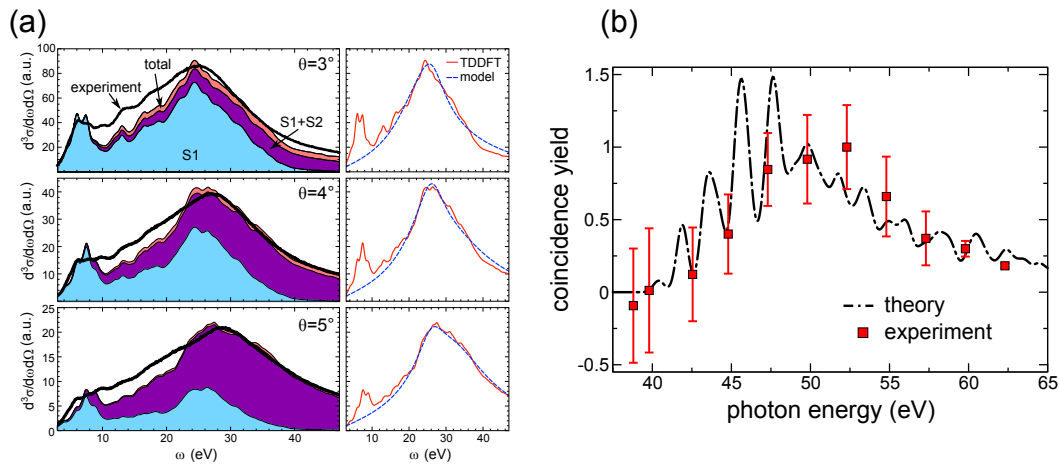 (a)
d³σ/dωdΩ (a.u.)
100
80
60
40
20
0
experiment
total
θ=3°
S1+S2
S1
TDDFT
model
d³σ/dωdΩ (a.u.)
40
30
20
10
0
θ=4°
d³σ/dωdΩ (a.u.)
25
20
15
10
5
0
θ=5°
10 20 30 40
ω (eV)
10 20 30 40
ω (eV)
(b)
coincidence yield
1.5
1
0.5
0
-0.5
theory
experiment
40 45 50 55 60 65
photon energy (eV)